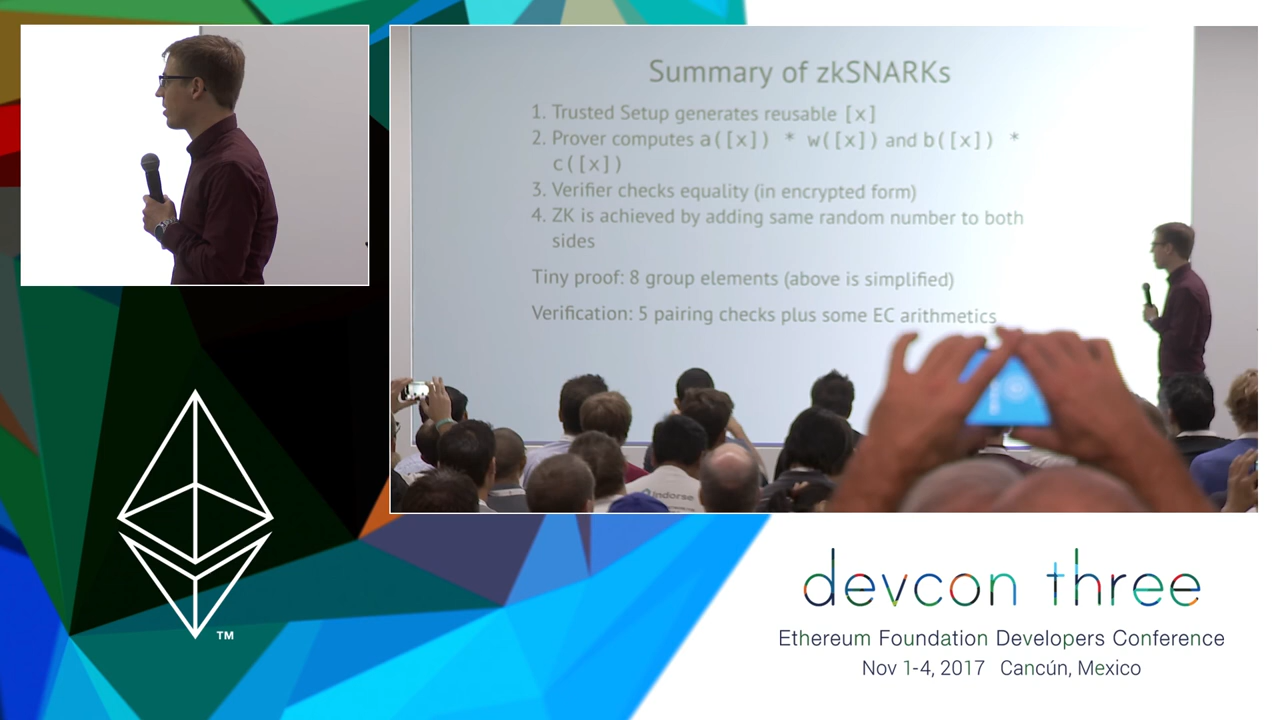 Summary of zkSNARKs
1. Trusted Setup generates reusable [x]
2. Prover computes a([x]) * w([x]) and b([x]) *
c([x])
3. Verifier checks equality (in encrypted form)
4. ZK is achieved by adding same random number to both
sides
Tiny proof: 8 group elements (above is simplified)
Verification: 5 pairing checks plus some EC arithmetics
indorse
TM
devcon three
Ethereum Foundation Developers Conference
Nov 1-4, 2017 Cancún, Mexico